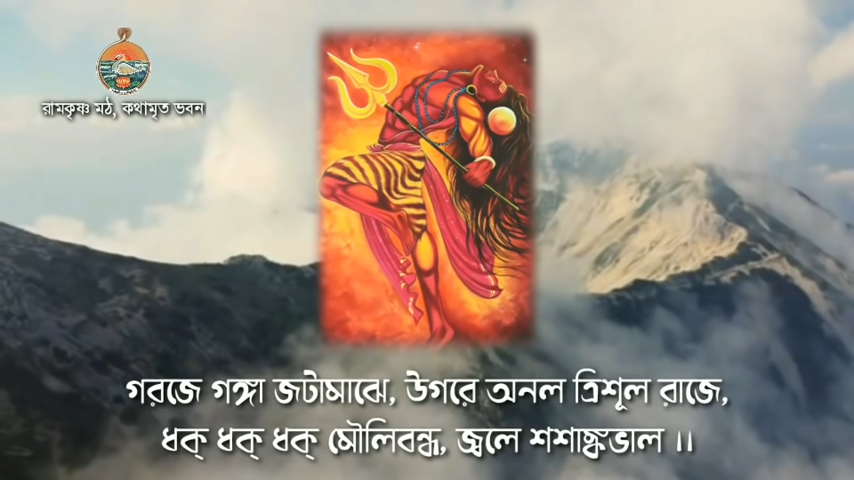 রামকৃষ্ণ মঠ, কথামৃত ভবন
গরজে গঙ্গা জটামাঝে, উগরে অনল ত্রিশূল রাজে,
ধক্ ধক্ ধক্ মৌলিবন্ধ, জ্বলে শশাঙ্কভাল ।।